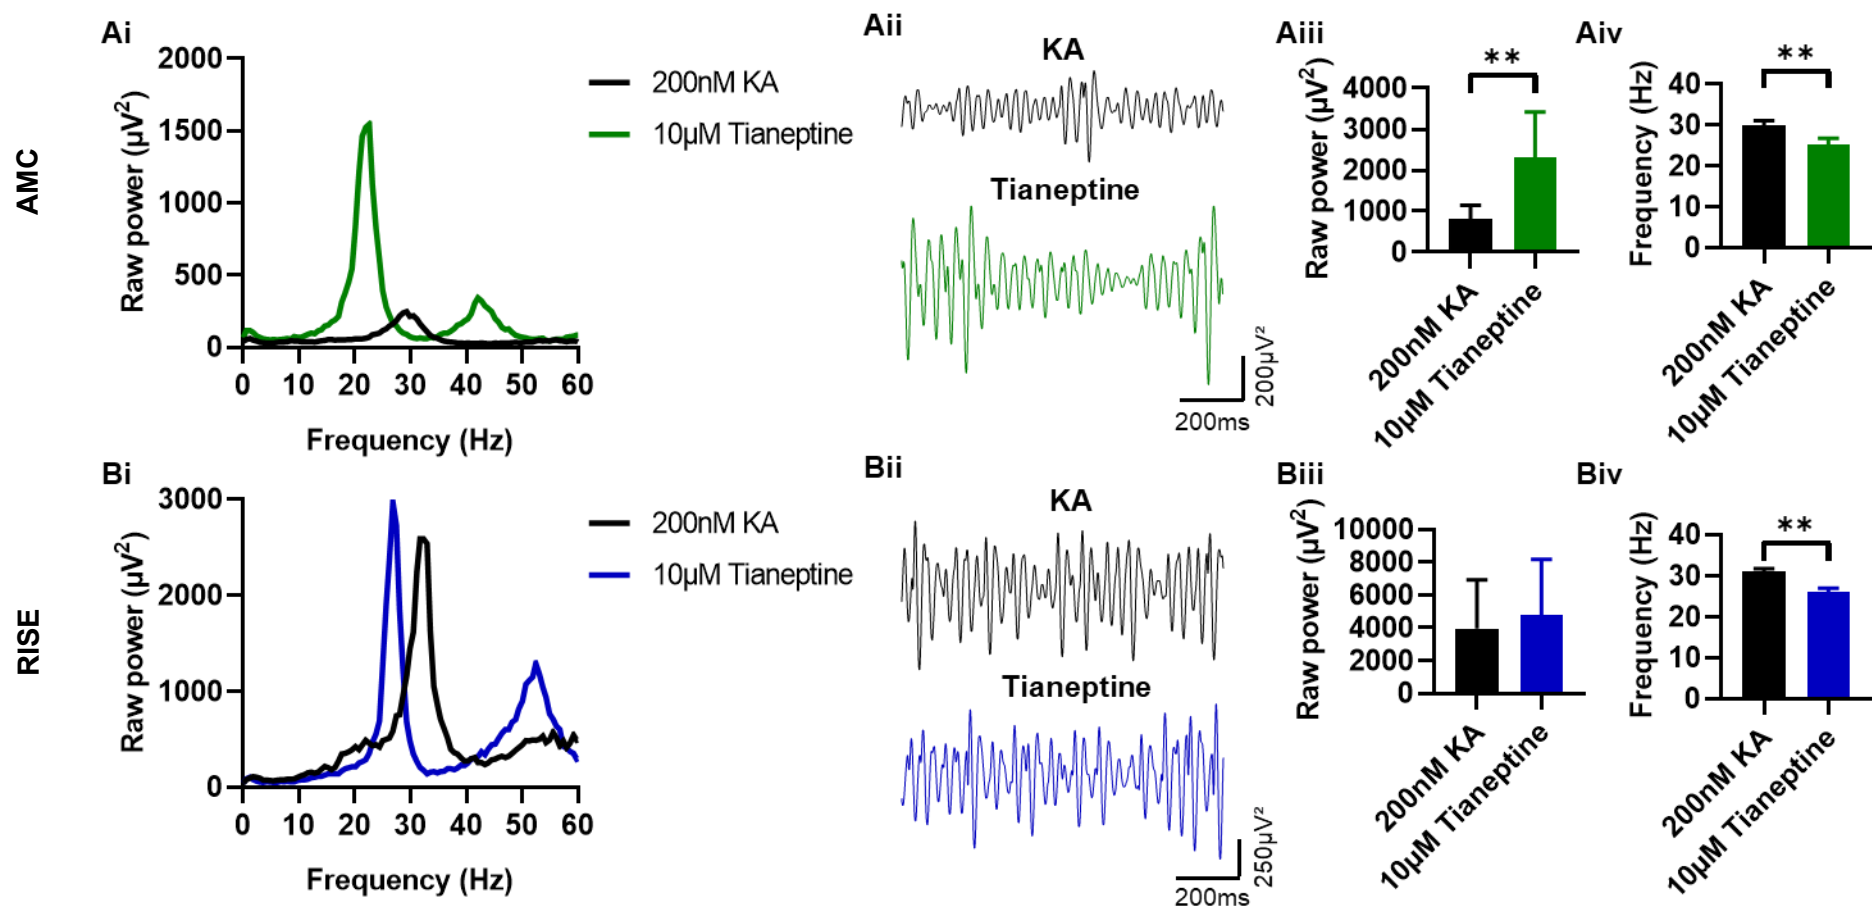 AMC
Ai
2000
1500
1000
500
0
Raw power (µV²)
0 10 20 30 40 50 60
Frequency (Hz)
200nM KA
10µM Tianeptine
Aii
KA
Tianeptine
200µV²
200ms
Aiii
**
4000
3000
2000
1000
0
Raw power (µV²)
200nM KA
10µM Tianeptine
Aiv
**
40
30
20
10
0
Frequency (Hz)
200nM KA
10µM Tianeptine
RISE
Bi
3000
2000
1000
0
Raw power (µV²)
0 10 20 30 40 50 60
Frequency (Hz)
200nM KA
10µM Tianeptine
Bii
KA
Tianeptine
250µV²
200ms
Biii
10000
8000
6000
4000
2000
0
Raw power (µV²)
200nM KA
10µM Tianeptine
Biv
**
40
30
20
10
0
Frequency (Hz)
200nM KA
10µM Tianeptine